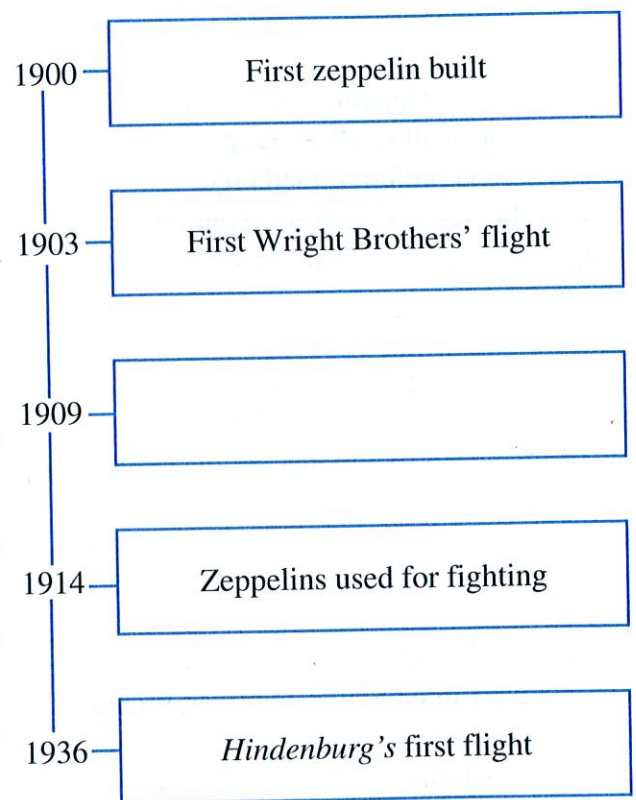 1900 First zeppelin built
1903 First Wright Brothers’ flight
1909
1914 Zeppelins used for fighting
1936 Hindenburg’s first flight